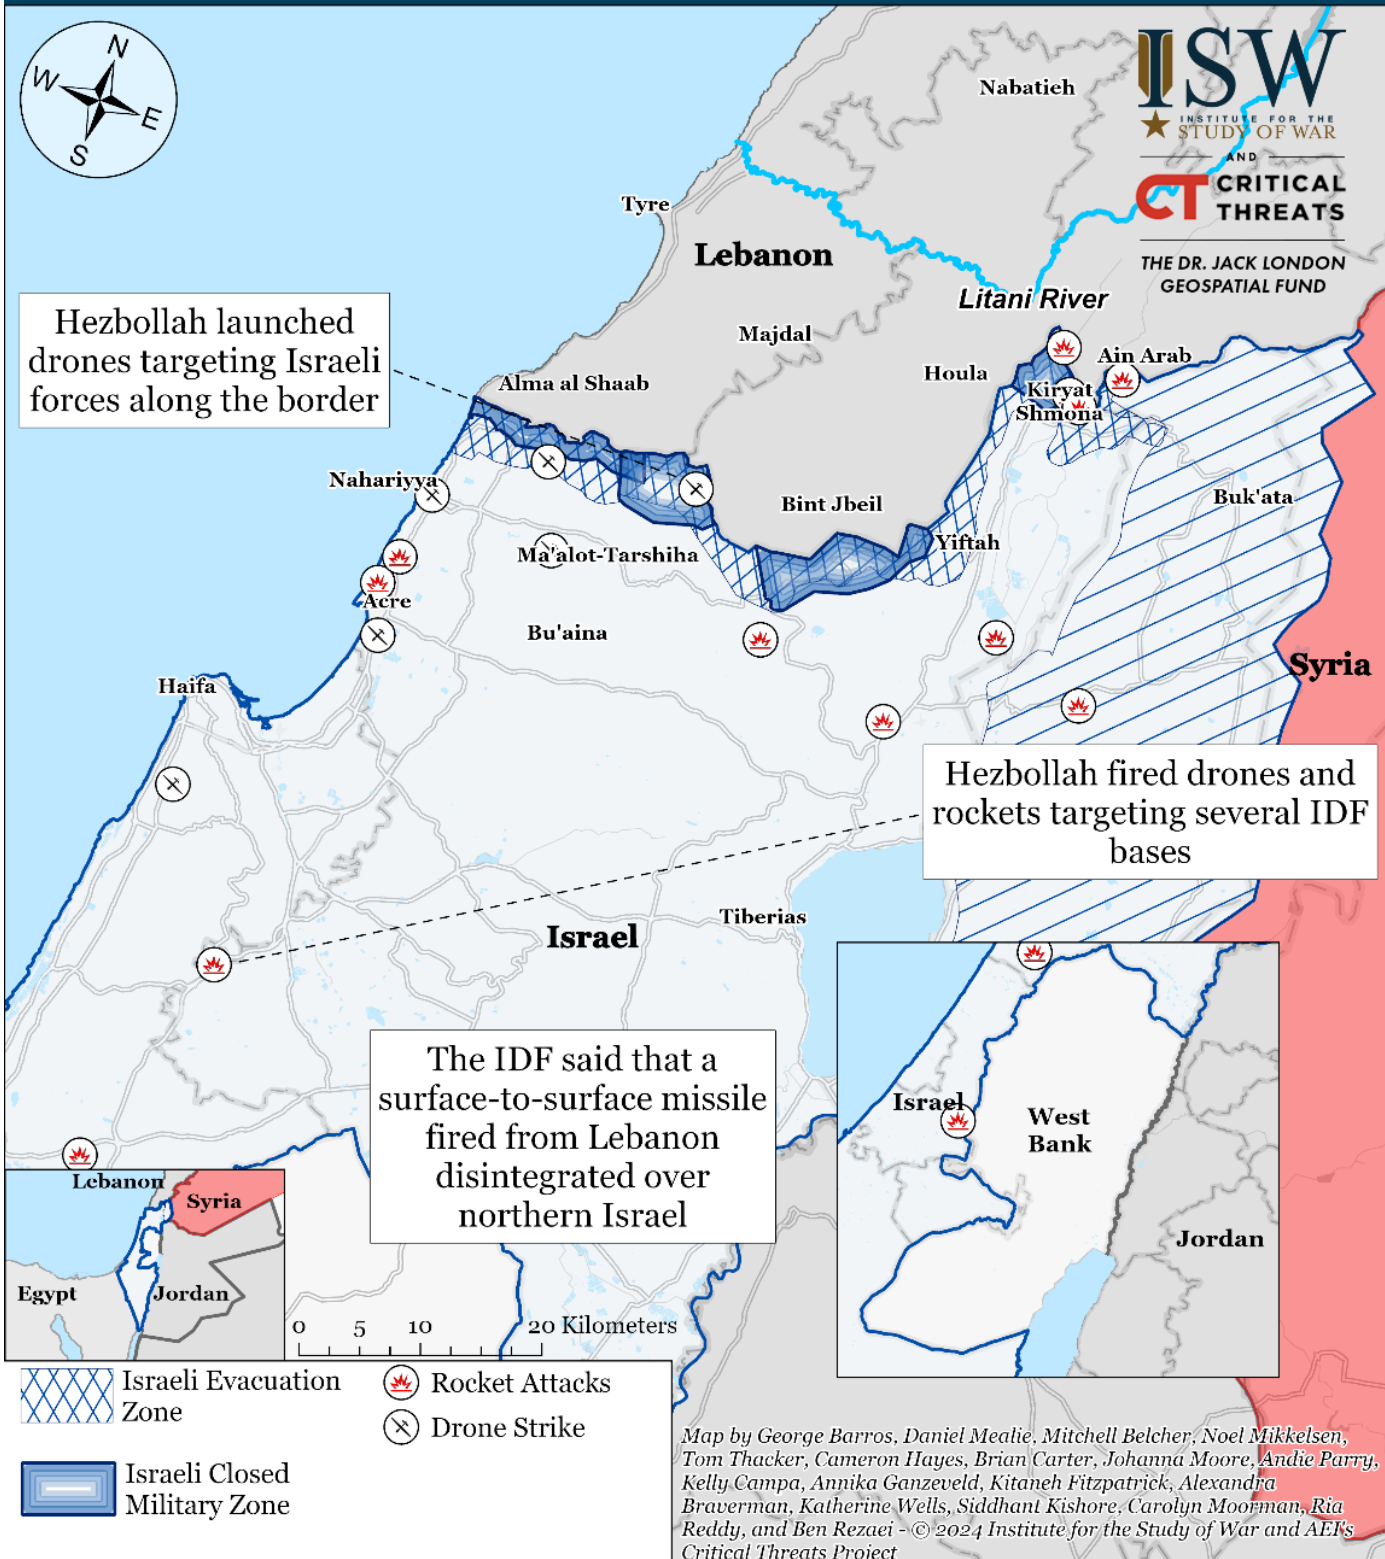 N
W
E
S
ISW
INSTITUTE FOR THE
STUDY OF WAR
AND
CT CRITICAL
THREATS
THE DR. JACK LONDON
GEOSPATIAL FUND
Nabatieh
Tyre
Lebanon
Litani River
Hezbollah launched
drones targeting Israeli
forces along the border
Majdal
Ain Arab
Houla
Alma al Shaab
Kiryat
Shmona
Nahariyya
Bint Jbeil
Buk'ata
Yiftah
Ma'alot-Tarshiha
Acre
Bu'aina
Syria
Haifa
Hezbollah fired drones and
rockets targeting several IDF
bases
Tiberias
Israel
The IDF said that a
surface-to-surface missile
fired from Lebanon
disintegrated over
northern Israel
Israel
West
Bank
Jordan
Lebanon
Syria
Egypt
Jordan
0 5 10 20 Kilometers
Israeli Evacuation
Zone
Rocket Attacks
Drone Strike
Israeli Closed
Military Zone
Map by George Barros, Daniel Mealie, Mitchell Belcher, Noel Mikkelsen,
Tom Thacker, Cameron Hayes, Brian Carter, Johanna Moore, Andie Parry,
Kelly Campa, Annika Ganzeveld, Kitaneh Fitzpatrick, Alexandra
Braverman, Katherine Wells, Siddhant Kishore, Carolyn Moorman, Ria
Reddy, and Ben Rezaei - © 2024 Institute for the Study of War and AEI's
Critical Threats Project